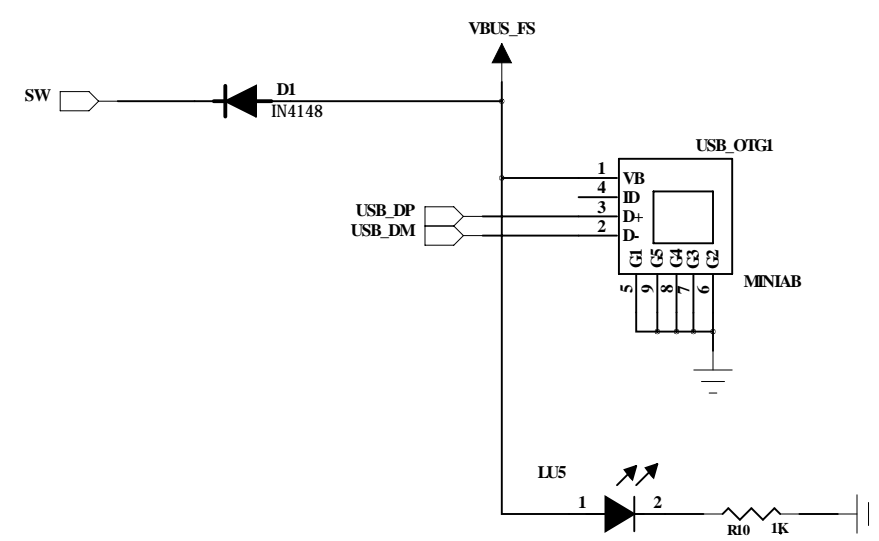 VBUS_FS
SW
D1
IN4148
USB_OTG1
1 VB
4 ID
USB_DP 3 D+
USB_DM 2 D-
G1 G5 G4 G3 G2
MINIAB
5 9 8 7 6
LU5
1 2
R10 1K